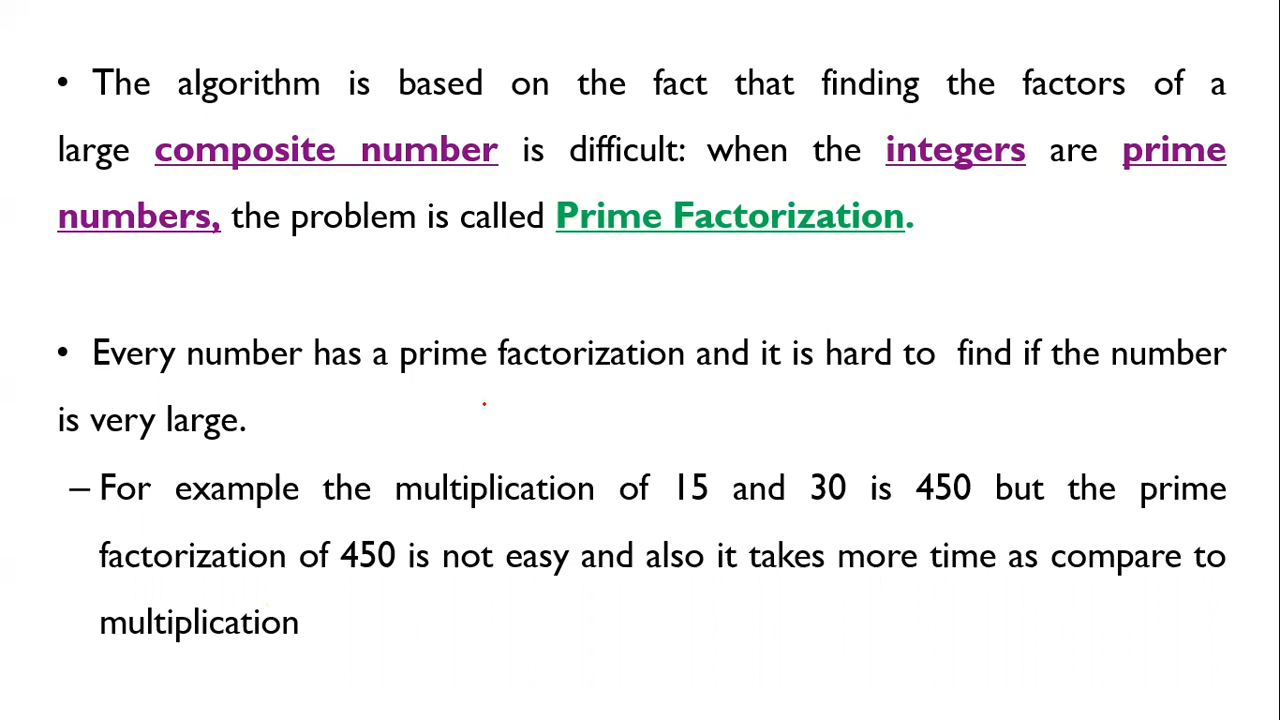 • The algorithm is based on the fact that finding the factors of a
large composite number is difficult: when the integers are prime
numbers, the problem is called Prime Factorization.
• Every number has a prime factorization and it is hard to find if the number
is very large.
– For example the multiplication of 15 and 30 is 450 but the prime
factorization of 450 is not easy and also it takes more time as compare to
multiplication